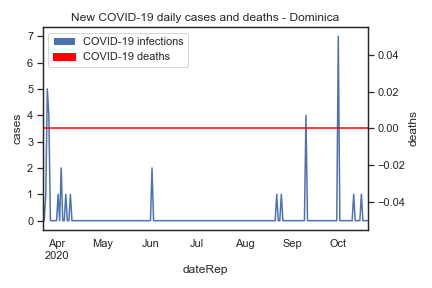 New COVID-19 daily cases and deaths - Dominica
COVID-19 infections
COVID-19 deaths
7
6
5
4
3
2
1
0
cases
0.04
0.02
0.00
−0.02
−0.04
deaths
Apr
2020
May
Jun
Jul
Aug
Sep
Oct
dateRep